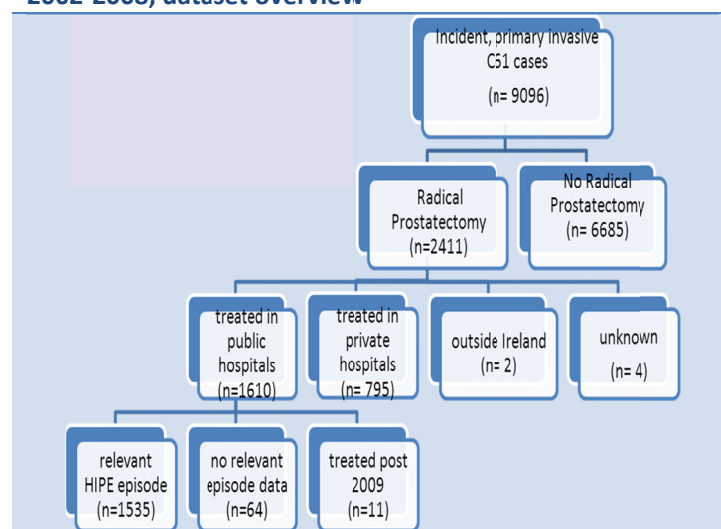 2002-2008, dataset overview
Incident, primary invasive
C61 cases
(n= 9096)
Radical
Prostatectomy
(n=2411)
No Radical
Prostatectomy
(n= 6685)
treated in
public
hospitals
(n=1610)
treated in
private
hospitals
(n= 795)
outside Ireland
(n= 2)
unknown
(n= 4)
relevant
HIPE episode
(n=1535)
no relevant
episode data
(n=64)
treated post
2009
(n=11)